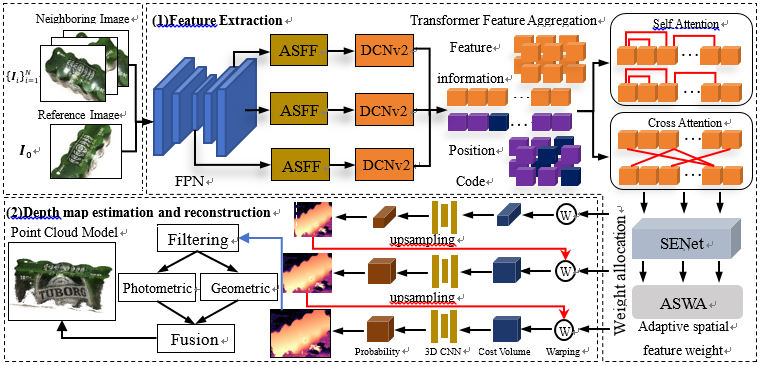 Neighboring Image
{I_i}^N_{i=1}
Reference Image
I_0
(1)Feature Extraction
FPN
ASFF
DCNv2
ASFF
DCNv2
ASFF
DCNv2
Transformer Feature Aggregation
Feature
information
Position
Code
Self Attention
Cross Attention
SENet
ASWA
Adaptive spatial
feature weight
Weight allocation
(2)Depth map estimation and reconstruction
Point Cloud Model
TUBORG
Filtering
Photometric
Geometric
Fusion
W
upsampling
W
upsampling
W
Probability
3D CNN
Cost Volume
Warping